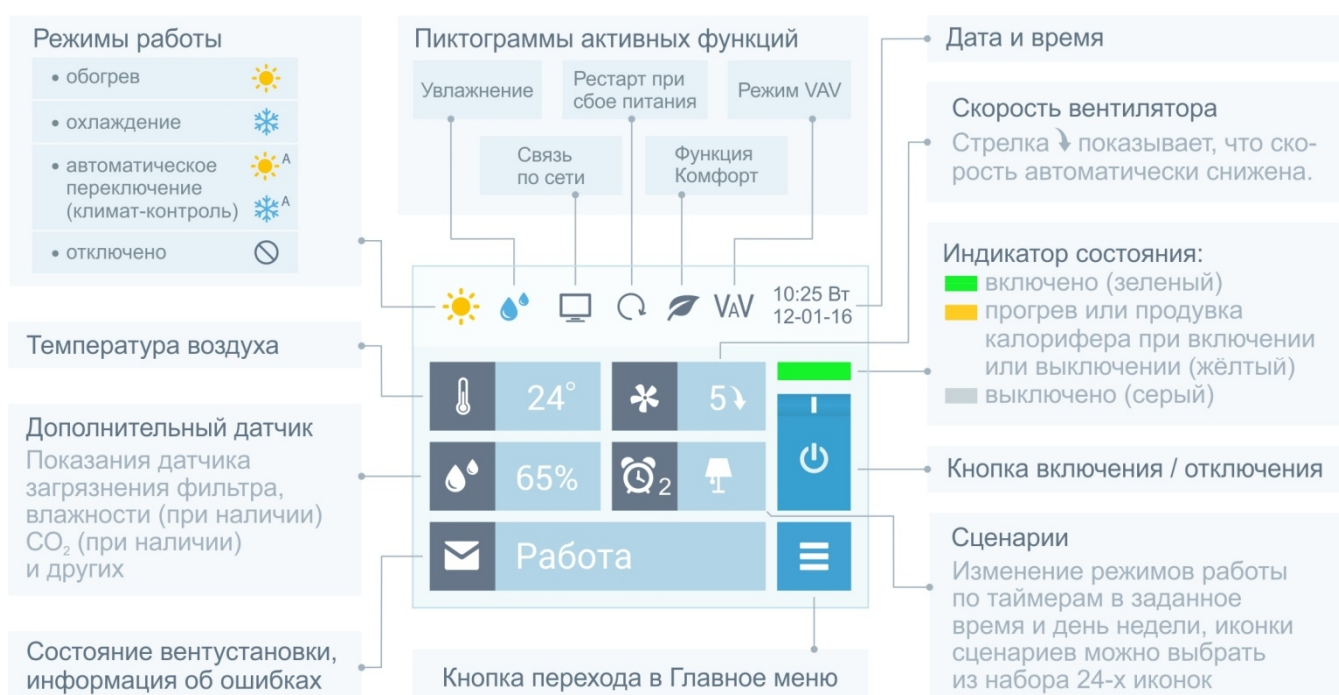 Режимы работы
• обогрев
• охлаждение
• автоматическое
переключение
(климат-контроль)
A
A
• отключено
Температура воздуха
Дополнительный датчик
Показания датчика
загрязнения фильтра,
влажности (при наличии)
CO₂ (при наличии)
и других
Состояние вентустановки,
информация об ошибках
Пиктограммы активных функций
Увлажнение
Рестарт при
сбое питания
Режим VAV
Связь
по сети
Функция
Комфорт
VAV
10:25 Вт
12-01-16
24°
5
65%
2
Работа
Кнопка перехода в Главное меню
Дата и время
Скорость вентилятора
Стрелка показывает, что ско-
рость автоматически снижена.
Индикатор состояния:
включено (зеленый)
прогрев или продувка
калорифера при включении
или выключении (жёлтый)
выключено (серый)
Кнопка включения / отключения
Сценарии
Изменение режимов работы
по таймерам в заданное
время и день недели, иконки
сценариев можно выбрать
из набора 24-х иконок